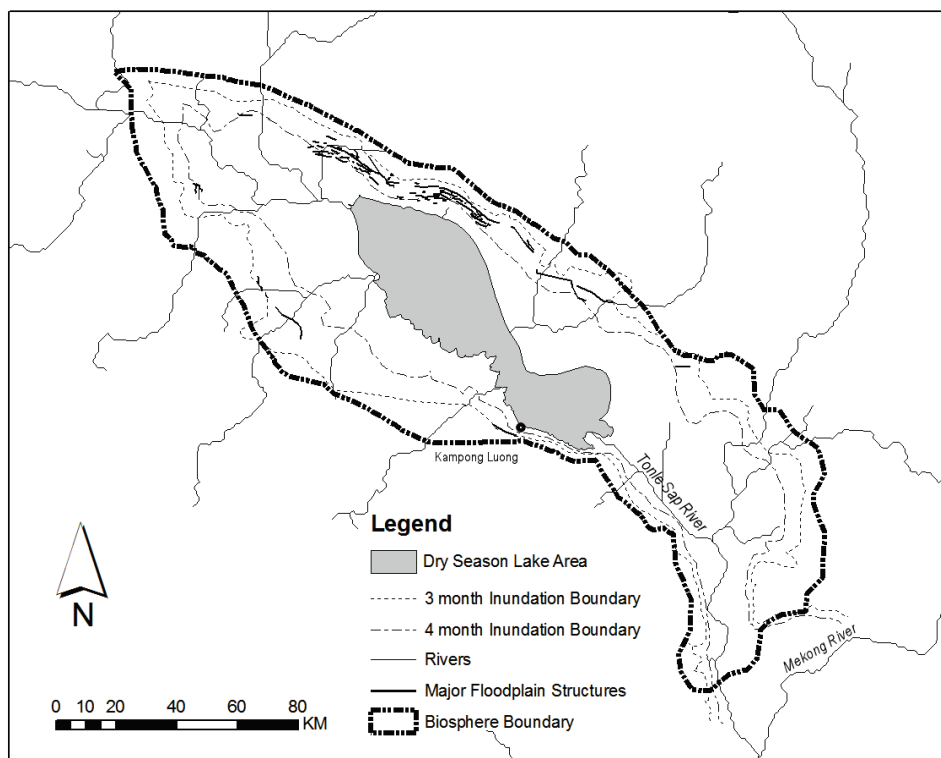 Kampong Luong
Tonle Sap River
Mekong River
Legend
Dry Season Lake Area
3 month Inundation Boundary
4 month Inundation Boundary
Rivers
Major Floodplain Structures
Biosphere Boundary
N
0 10 20 40 60 80
KM